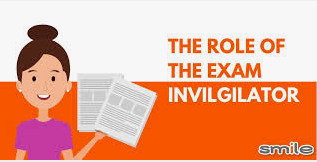 THE ROLE OF
THE EXAM
INVILGILATOR
smile